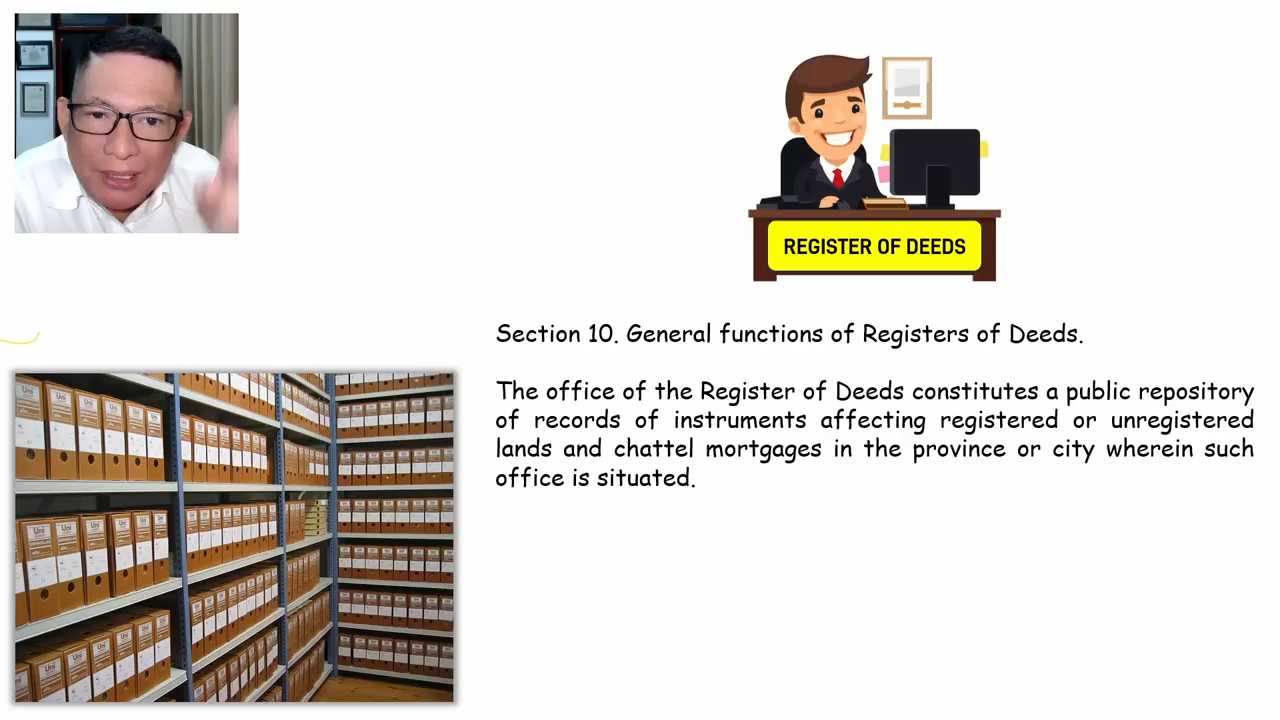 REGISTER OF DEEDS
Section 10. General functions of Registers of Deeds.
The office of the Register of Deeds constitutes a public repository
of records of instruments affecting registered or unregistered
lands and chattel mortgages in the province or city wherein such
office is situated.